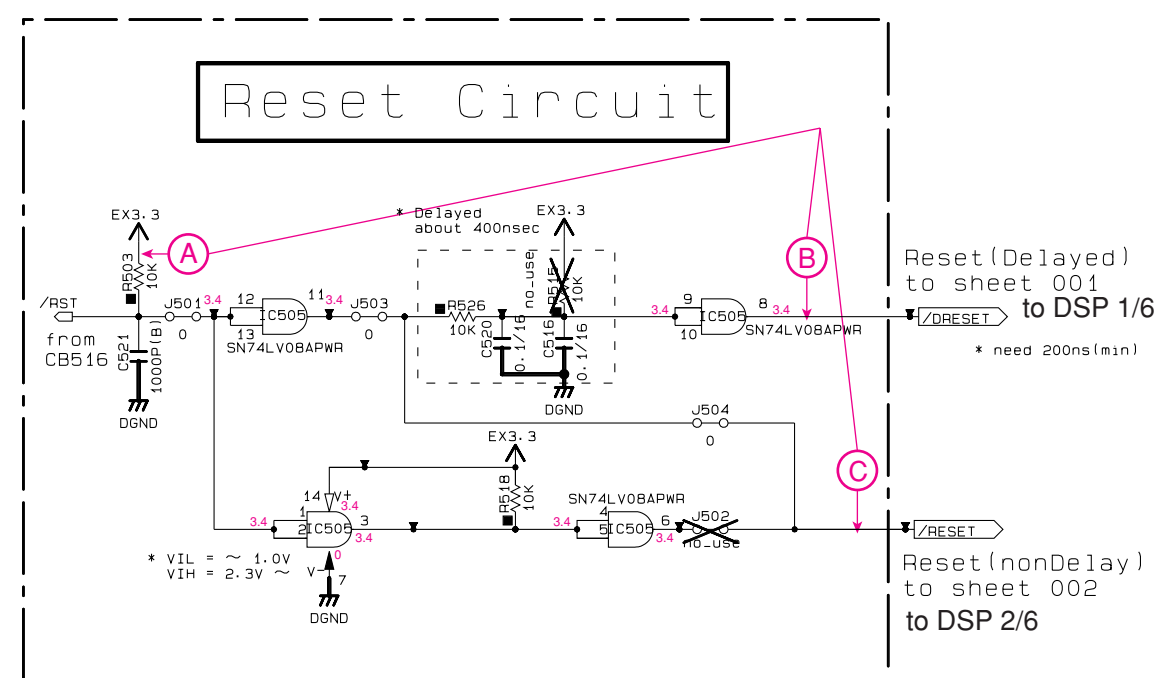 Reset Circuit
EX3.3
* Delayed
about 400nsec
EX3.3
A
B
Reset(Delayed)
to sheet 001
to DSP 1/6
R503
10K
no_use
R515
10K
/RST
J501
0
3.4
12
13
11
3.4
IC505
SN74LV08APWR
J503
0
R526
10K
3.4
9
10
8
3.4
IC505
SN74LV08APWR
/DRESET
* need 200ns(min)
from
CB516
C521
1000P(B)
C520
0.1/16
C516
0.1/16
DGND
DGND
J504
0
EX3.3
C
14
V+
3.4
R518
10K
SN74LV08APWR
3.4
1
2
IC505
3
3.4
3.4
4
5
IC505
6
3.4
J502
no_use
/RESET
* VIL = ～ 1.0V
VIH = 2.3V ～
0
V-
7
DGND
Reset(nonDelay)
to sheet 002
to DSP 2/6